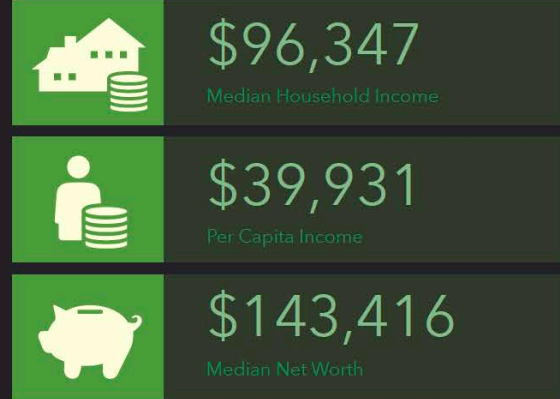 $96,347
Median Household Income
$39,931
Per Capita Income
$143,416
Median Net Worth